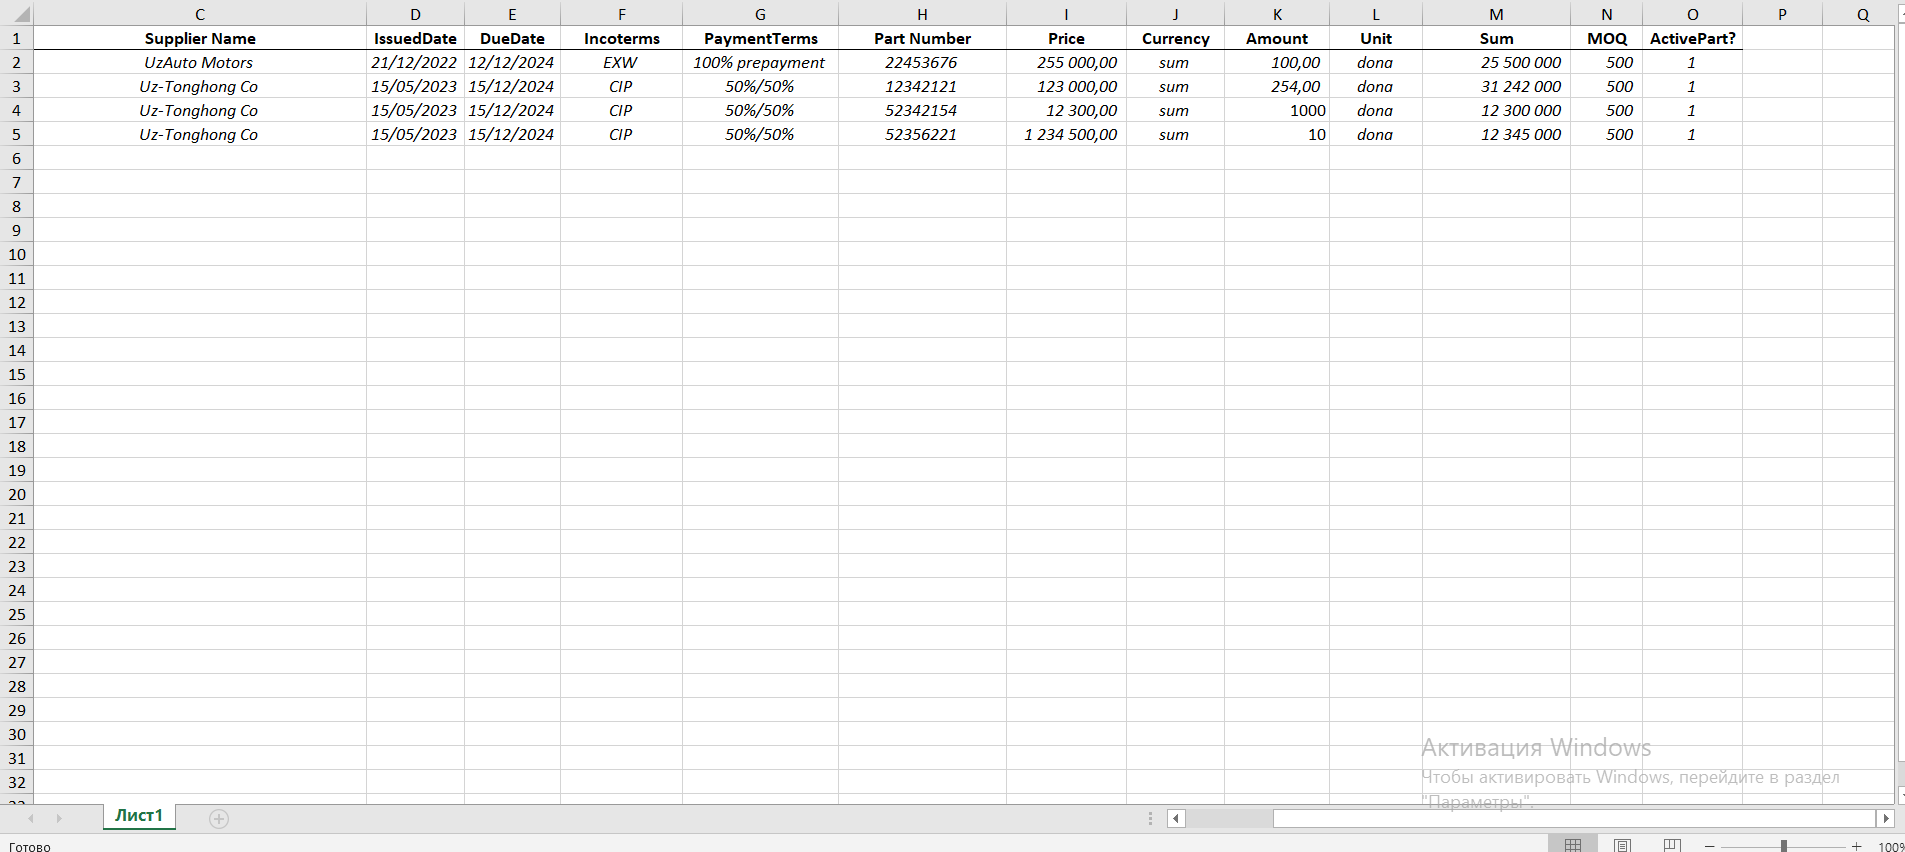 C D E F G H I J K L M N O P Q
1 Supplier Name IssuedDate DueDate Incoterms PaymentTerms Part Number Price Currency Amount Unit Sum MOQ ActivePart?
2 UzAuto Motors 21/12/2022 12/12/2024 EXW 100% prepayment 22453676 255 000,00 sum 100,00 dona 25 500 000 500 1
3 Uz-Tonghong Co 15/05/2023 15/12/2024 CIP 50%/50% 12342121 123 000,00 sum 254,00 dona 31 242 000 500 1
4 Uz-Tonghong Co 15/05/2023 15/12/2024 CIP 50%/50% 52342154 12 300,00 sum 1000 dona 12 300 000 500 1
5 Uz-Tonghong Co 15/05/2023 15/12/2024 CIP 50%/50% 52356221 1 234 500,00 sum 10 dona 12 345 000 500 1
6
7
8
9
10
11
12
13
14
15
16
17
18
19
20
21
22
23
24
25
26
27
28
29
30
31
32
Активация Windows
Чтобы активировать Windows, перейдите в раздел
"Параметры".
Лист1
Готово
100%